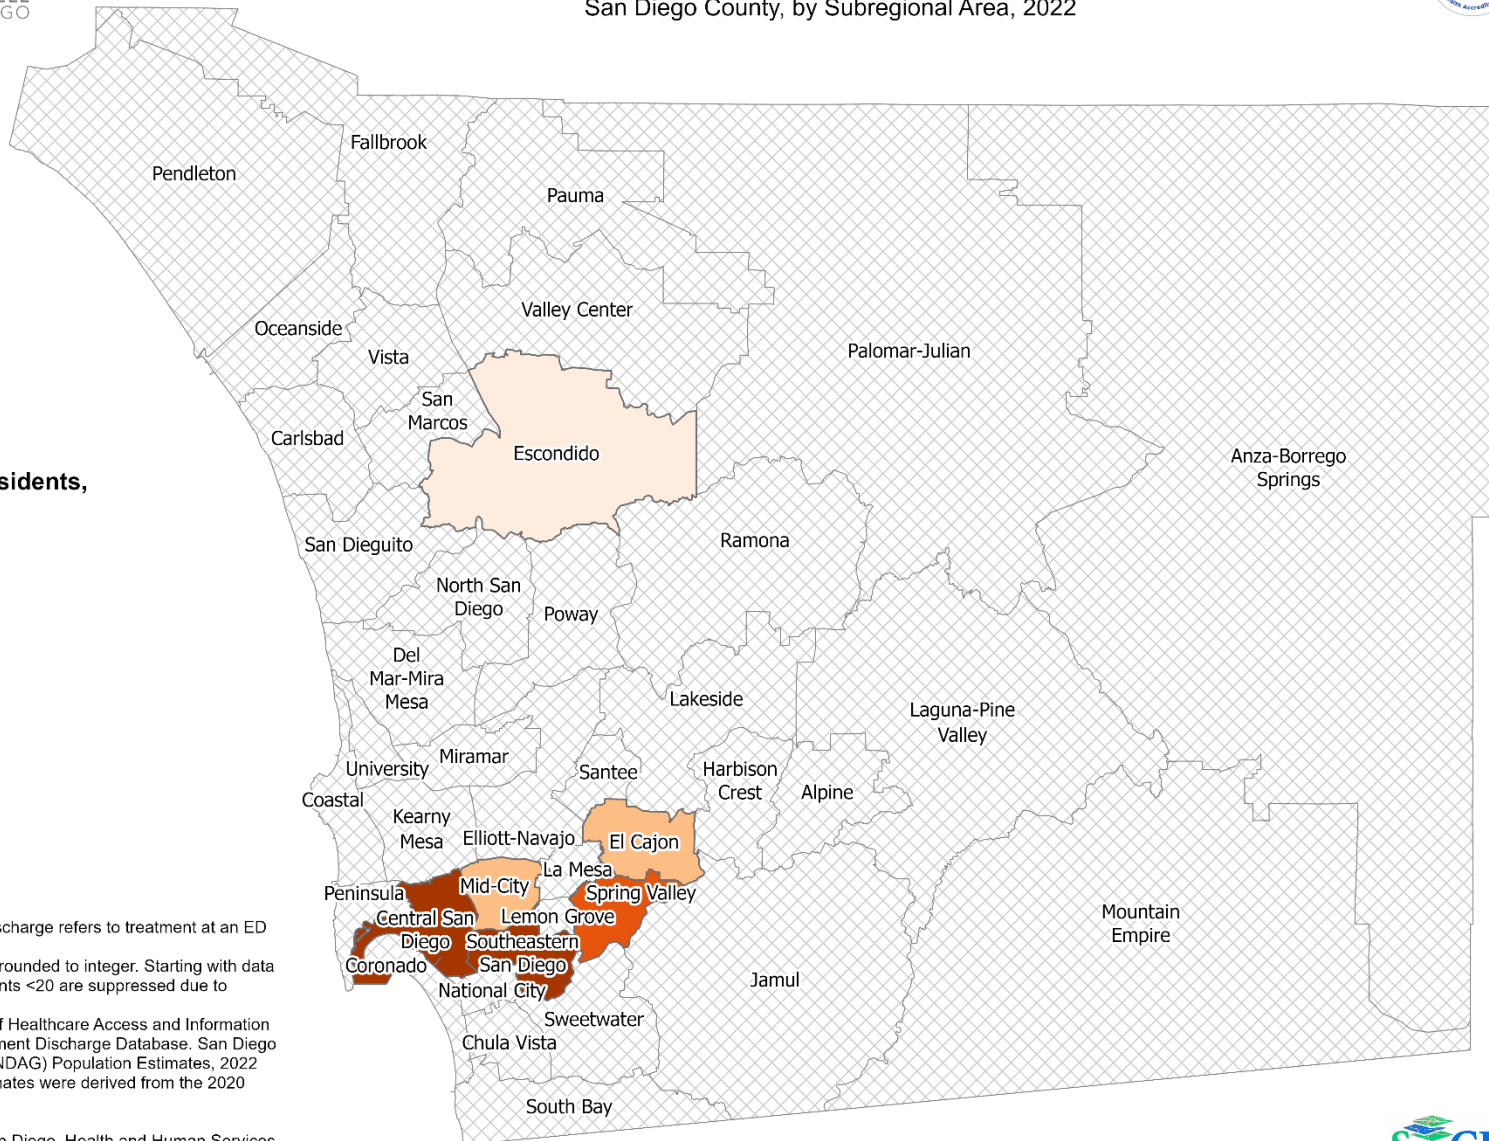 GO
San Diego County, by Subregional Area, 2022
Fallbrook
Pendleton
Pauma
Valley Center
Oceanside
Vista
Palomar-Julian
San
Marcos
Carlsbad
Escondido
Anza-Borrego
Springs
sidents,
San Dieguito
Ramona
North San
Diego
Poway
Del
Mar-Mira
Mesa
Lakeside
Laguna-Pine
Valley
Miramar
University
Santee
Harbison
Crest
Alpine
Coastal
Kearny
Mesa
Elliott-Navajo
El Cajon
La Mesa
Mid-City
Peninsula
Spring Valley
Central San
Diego
Lemon Grove
Mountain
Empire
Southeastern
San Diego
Coronado
Jamul
National City
Sweetwater
Chula Vista
South Bay
scharge refers to treatment at an ED
rounded to integer. Starting with data
nts <20 are suppressed due to
f Healthcare Access and Information
ment Discharge Database. San Diego
NDAG) Population Estimates, 2022
mates were derived from the 2020
n Diego, Health and Human Services